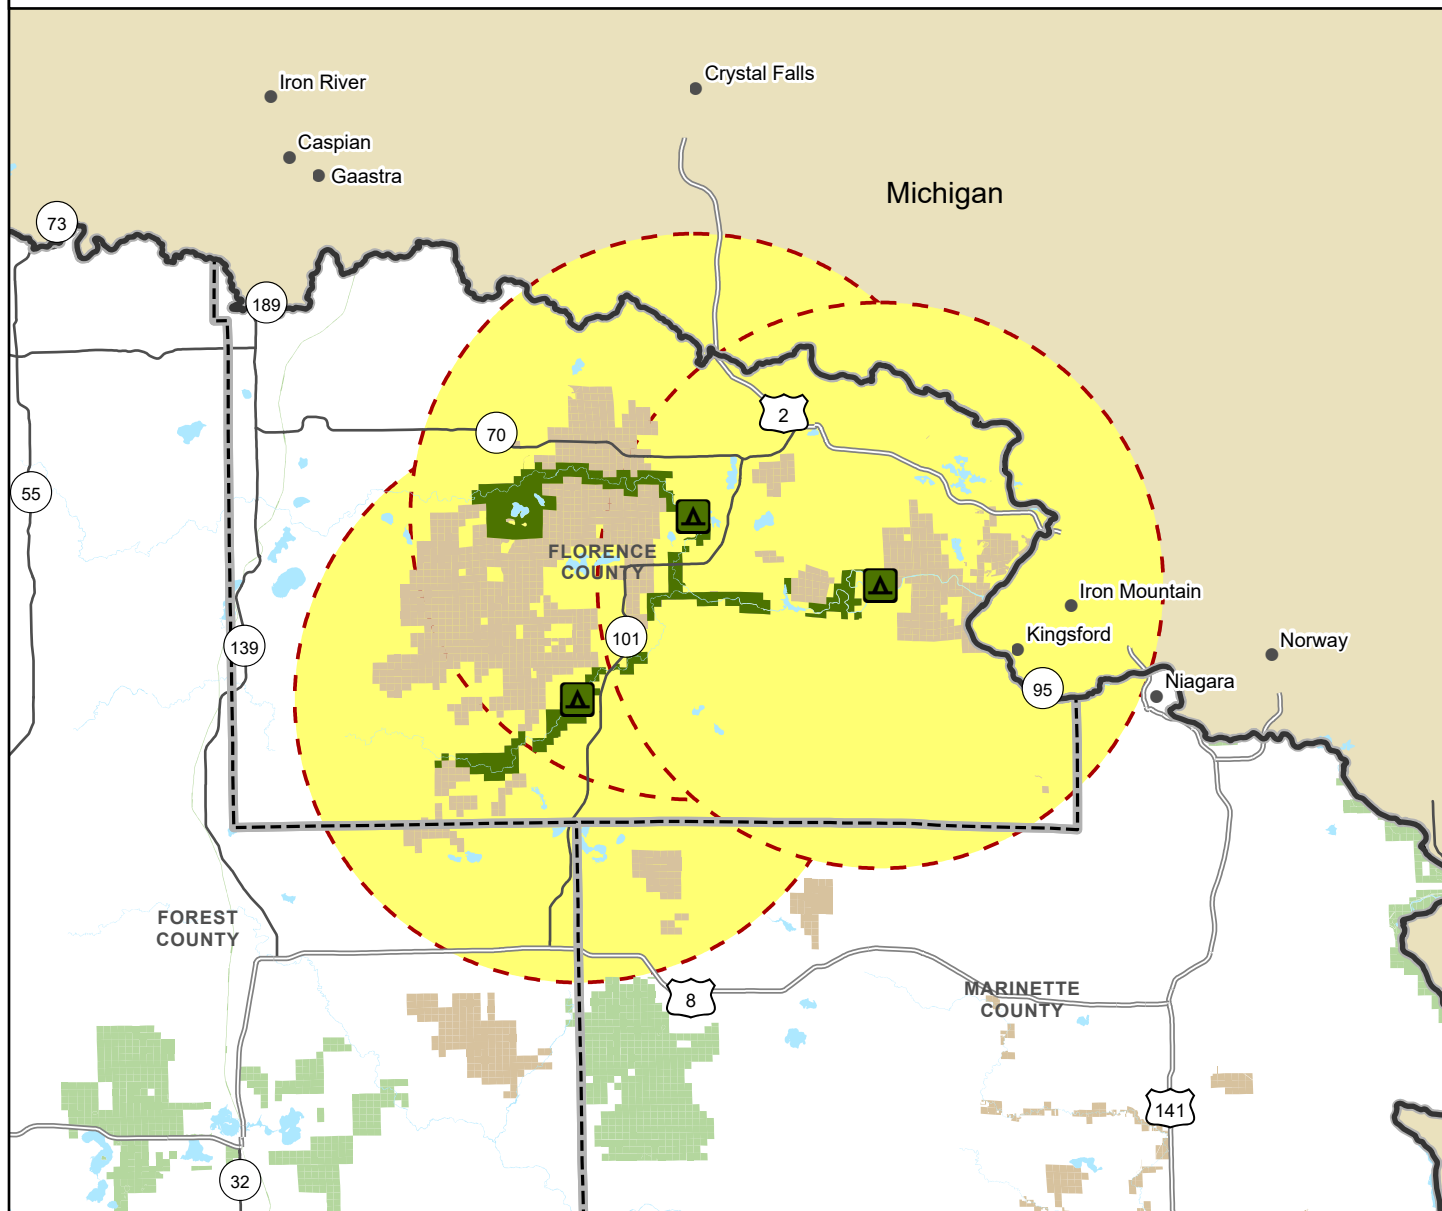 Iron River
Crystal Falls
Caspian
Gaastra
Michigan
73
189
2
70
55
FLORENCE
COUNTY
Iron Mountain
101
Kingsford
139
Norway
95
Niagara
FOREST
COUNTY
8
MARINETTE
COUNTY
141
32